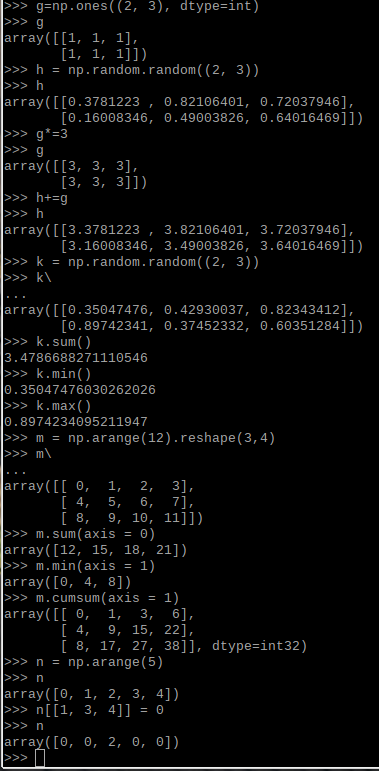 >>> g=np.ones((2, 3), dtype=int)
>>> g
array([[1, 1, 1],
       [1, 1, 1]])
>>> h = np.random.random((2, 3))
>>> h
array([[0.3781223 , 0.82106401, 0.72037946],
       [0.16008346, 0.49003826, 0.64016469]])
>>> g*=3
>>> g
array([[3, 3, 3],
       [3, 3, 3]])
>>> h+=g
>>> h
array([[3.3781223 , 3.82106401, 3.72037946],
       [3.16008346, 3.49003826, 3.64016469]])
>>> k = np.random.random((2, 3))
>>> k\
...
array([[0.35047476, 0.42930037, 0.82343412],
       [0.89742341, 0.37452332, 0.60351284]])
>>> k.sum()
3.4786688271110546
>>> k.min()
0.35047476030262026
>>> k.max()
0.8974234095211947
>>> m = np.arange(12).reshape(3,4)
>>> m\
...
array([[ 0,  1,  2,  3],
       [ 4,  5,  6,  7],
       [ 8,  9, 10, 11]])
>>> m.sum(axis = 0)
array([12, 15, 18, 21])
>>> m.min(axis = 1)
array([0, 4, 8])
>>> m.cumsum(axis = 1)
array([[ 0,  1,  3,  6],
       [ 4,  9, 15, 22],
       [ 8, 17, 27, 38]], dtype=int32)
>>> n = np.arange(5)
>>> n
array([0, 1, 2, 3, 4])
>>> n[[1, 3, 4]] = 0
>>> n
array([0, 0, 2, 0, 0])
>>>